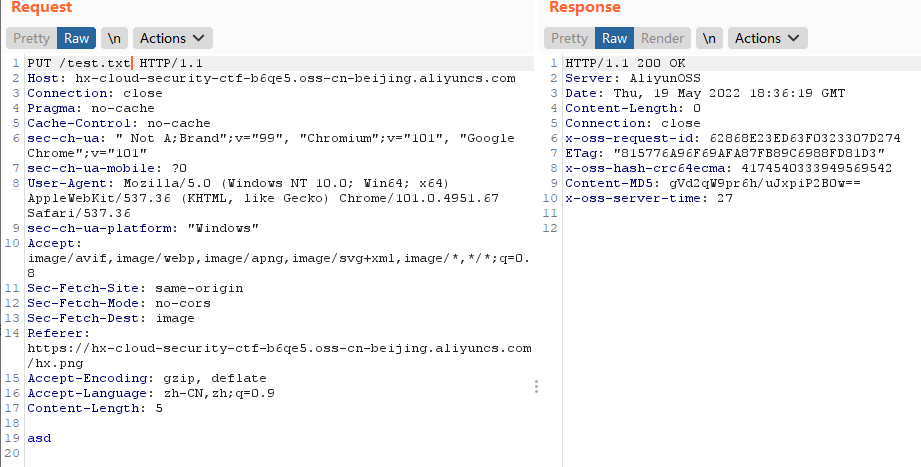 Request
Pretty Raw \n Actions
1 PUT /test.txt HTTP/1.1
2 Host: hx-cloud-security-ctf-b6qe5.oss-cn-beijing.aliyuncs.com
3 Connection: close
4 Pragma: no-cache
5 Cache-Control: no-cache
6 sec-ch-ua: " Not A;Brand";v="99", "Chromium";v="101", "Google
Chrome";v="101"
7 sec-ch-ua-mobile: ?0
8 User-Agent: Mozilla/5.0 (Windows NT 10.0; Win64; x64)
AppleWebKit/537.36 (KHTML, like Gecko) Chrome/101.0.4951.67
Safari/537.36
9 sec-ch-ua-platform: "Windows"
10 Accept:
image/avif,image/webp,image/apng,image/svg+xml,image/*,*/*;q=0.
8
11 Sec-Fetch-Site: same-origin
12 Sec-Fetch-Mode: no-cors
13 Sec-Fetch-Dest: image
14 Referer:
https://hx-cloud-security-ctf-b6qe5.oss-cn-beijing.aliyuncs.com
/hx.png
15 Accept-Encoding: gzip, deflate
16 Accept-Language: zh-CN,zh;q=0.9
17 Content-Length: 5
18
19 asd
20
Response
Pretty Raw Render \n Actions
1 HTTP/1.1 200 OK
2 Server: AliyunOSS
3 Date: Thu, 19 May 2022 18:36:19 GMT
4 Content-Length: 0
5 Connection: close
6 x-oss-request-id: 62868E23ED63F0323307D274
7 ETag: "815776A96F69AFA87FB89C6988FD81D3"
8 x-oss-hash-crc64ecma: 4174540333949569542
9 Content-MD5: gVd2qW9pr6h/uJxpiP2B0w==
10 x-oss-server-time: 27
11
12